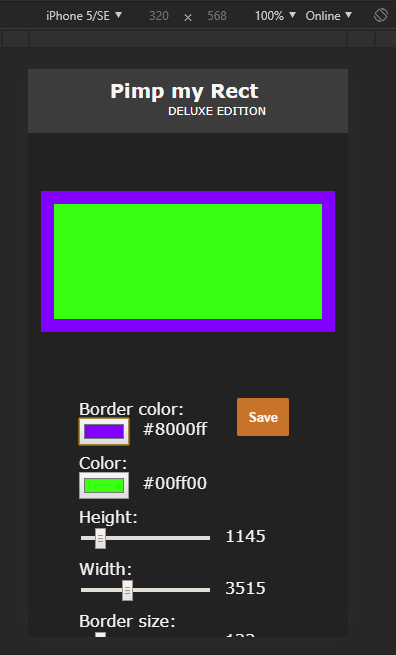 iPhone 5/SE ▼ 320 × 568 100% ▼ Online ▼
Pimp my Rect
DELUXE EDITION
Border color:
Save
#8000ff
Color:
#00ff00
Height:
1145
Width:
3515
Border size: